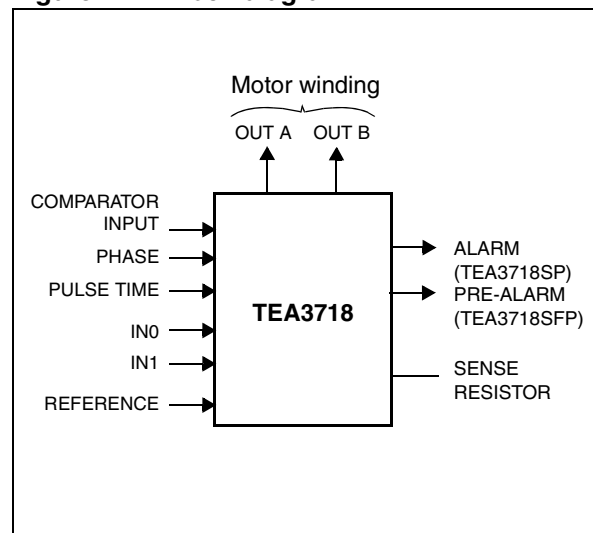 Motor winding
OUT A OUT B
COMPARATOR
INPUT
PHASE
PULSE TIME
IN0
IN1
REFERENCE
TEA3718
ALARM
(TEA3718SP)
PRE-ALARM
(TEA3718SFP)
SENSE
RESISTOR